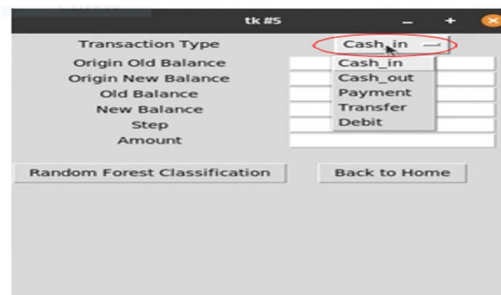 tk #5
Transaction Type Cash_in
Origin Old Balance Cash_in
Origin New Balance Cash_out
Old Balance Payment
New Balance Transfer
Step Debit
Amount
Random Forest Classification Back to Home